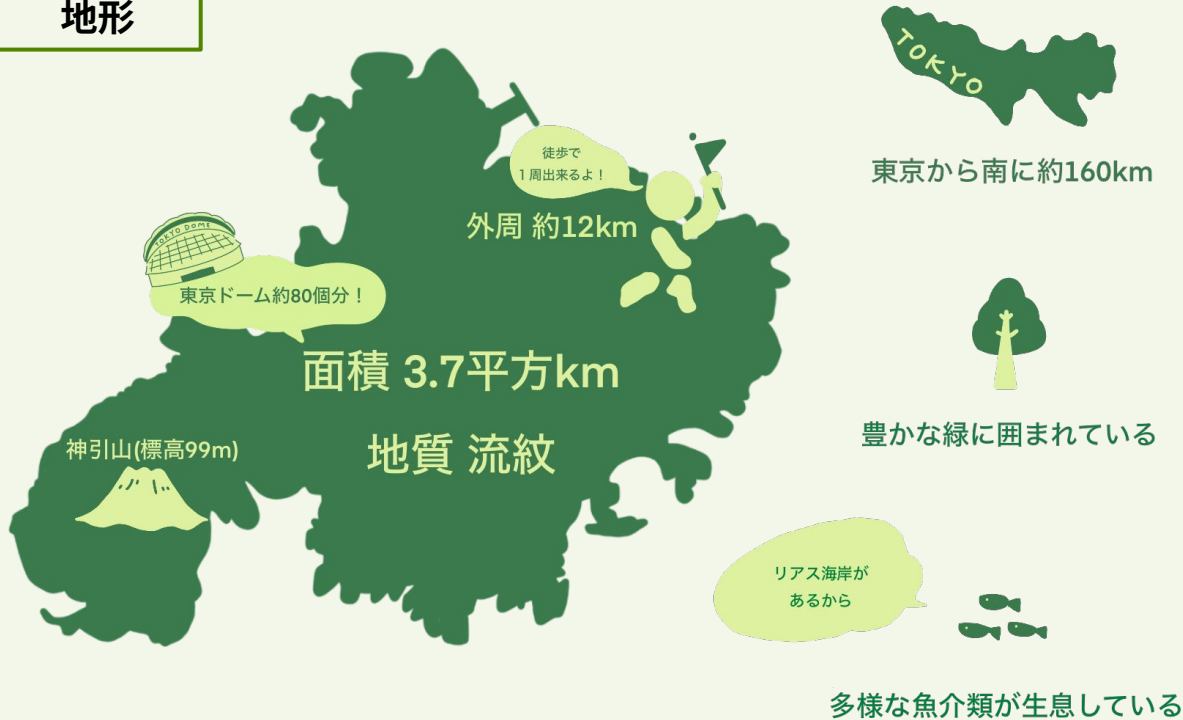 地形
TOKYO
東京から南に約160km
徒歩で
1周出来るよ！
外周 約12km
TOKYO DOME
東京ドーム約80個分！
面積 3.7平方km
地質 流紋
神引山(標高99m)
豊かな緑に囲まれている
リアス海岸が
あるから
多様な魚介類が生息している